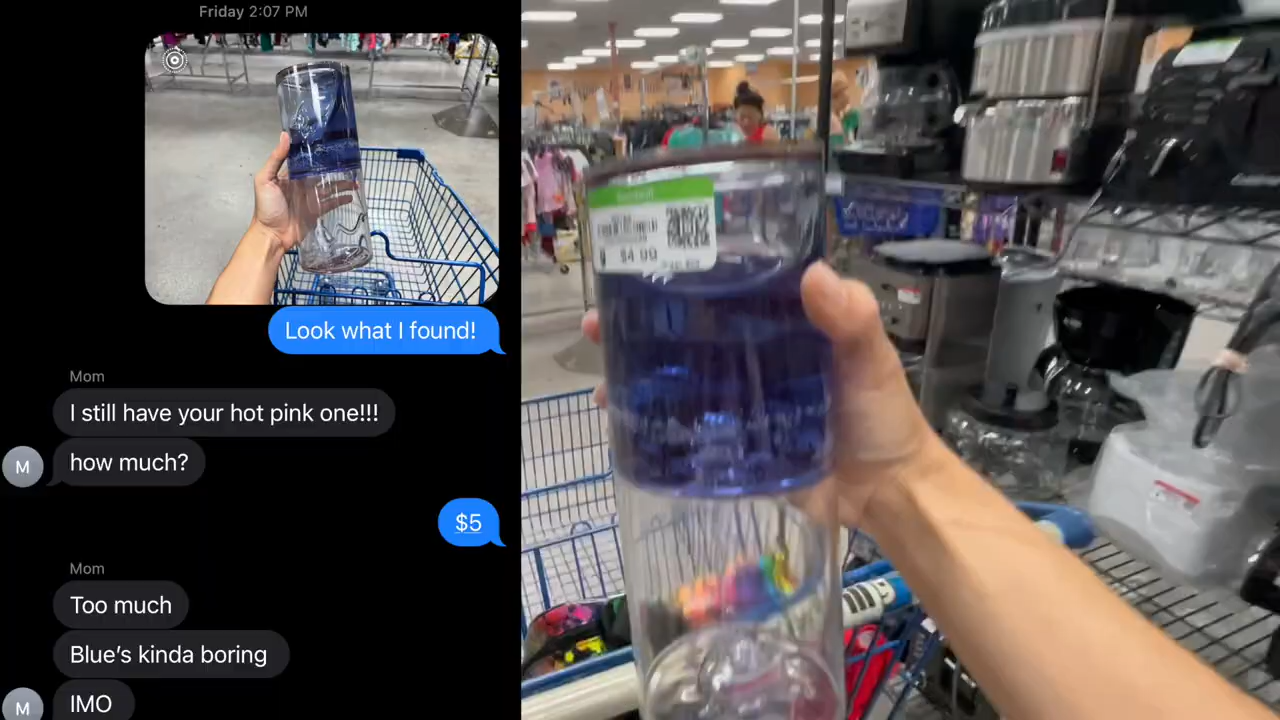 Friday 2:07 PM
Look what I found!
Mom
I still have your hot pink one!!!
how much?
M
$5
Mom
Too much
Blue's kinda boring
IMO
M
$4.99